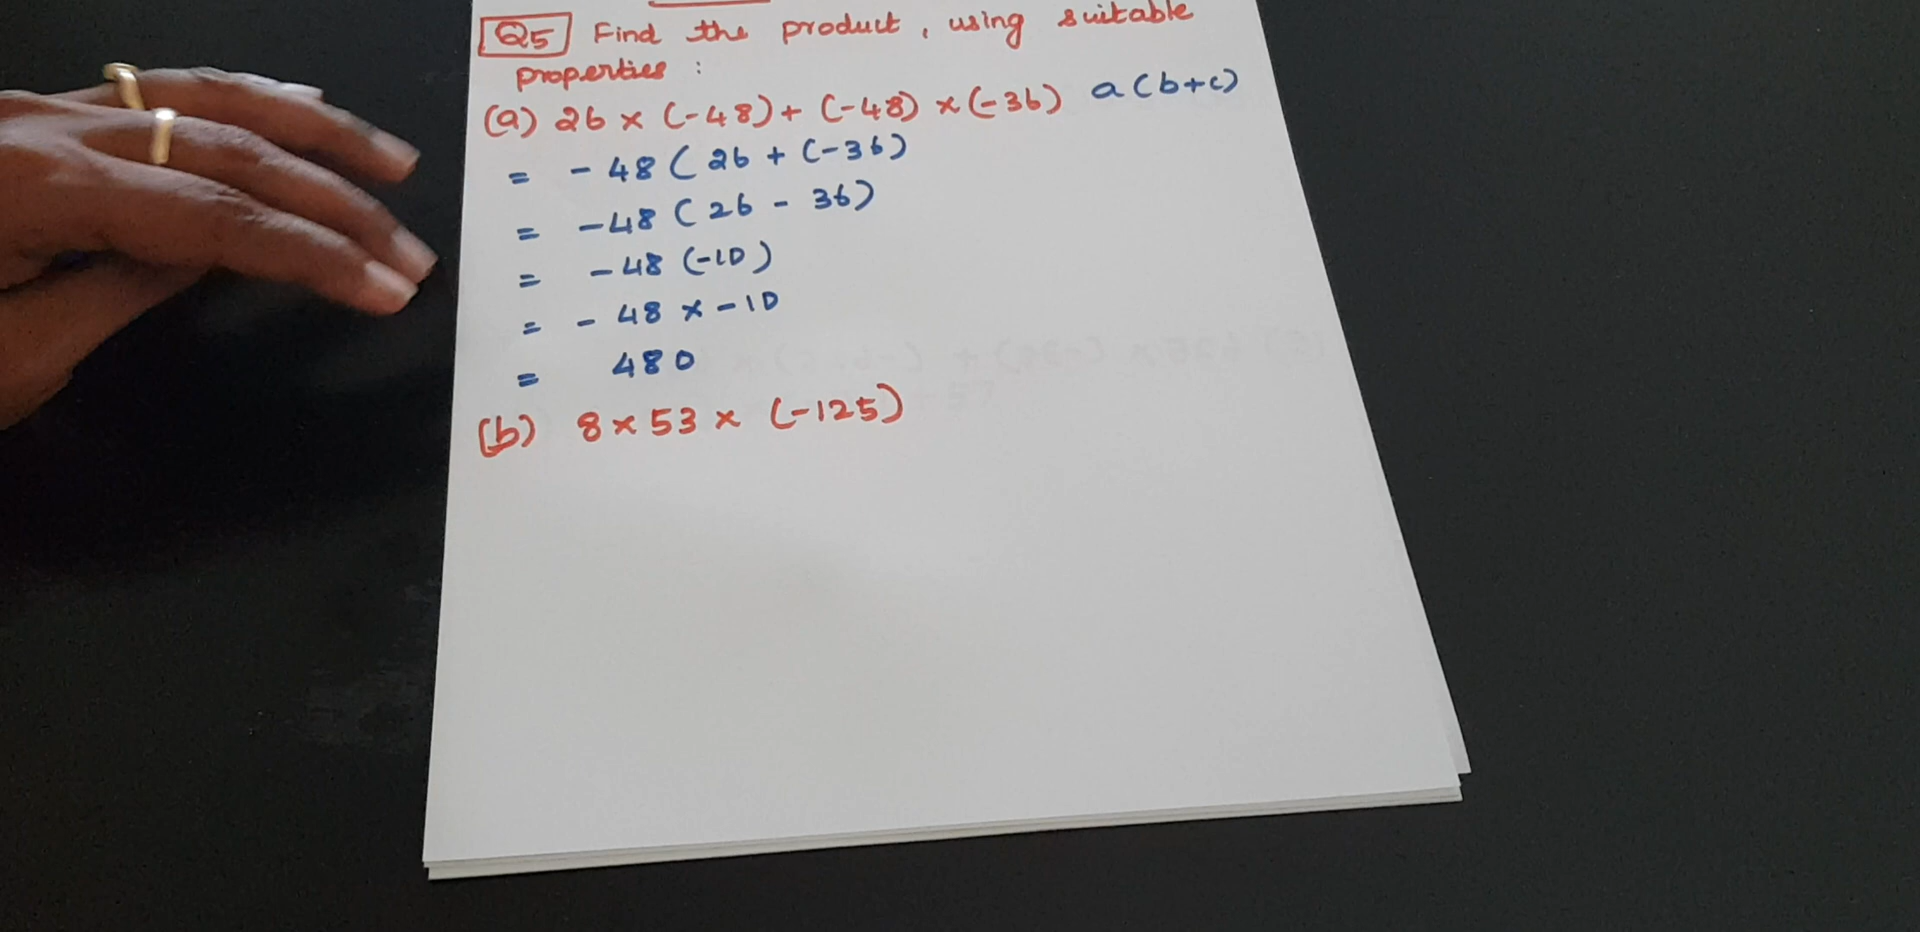 Q5 Find the product, using suitable
properties :
(a) 26 × (-48) + (-48) × (-36) a(b+c)
= - 48 ( 26 + (-36)
= -48 ( 26 - 36)
= -48 (-10)
= - 48 × -10
= 480
(b) 8 × 53 × (-125)